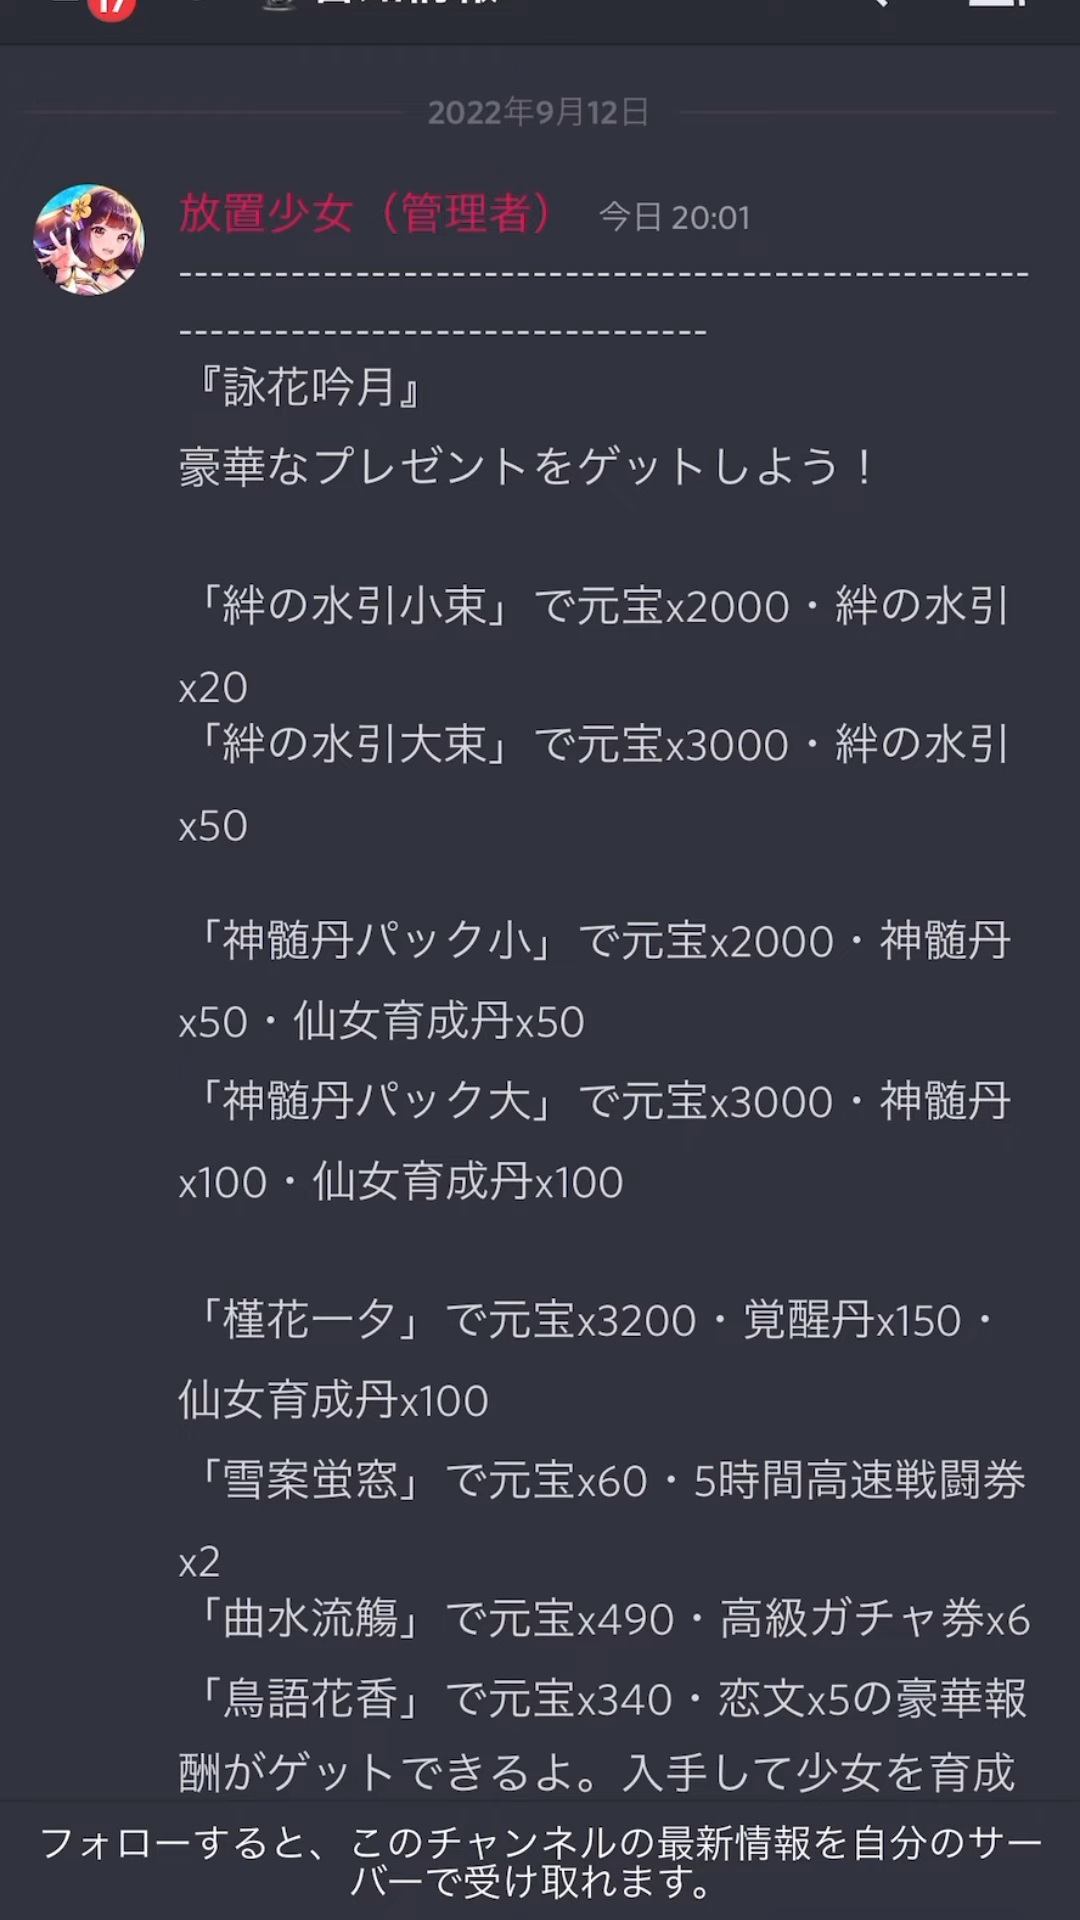 17
2022年9月12日
放置少女（管理者） 今日 20:01
-----------------------------------------------------
---------------------------------
『詠花吟月』
豪華なプレゼントをゲットしよう！
「絆の水引小束」で元宝x2000・絆の水引
x20
「絆の水引大束」で元宝x3000・絆の水引
x50
「神髄丹パック小」で元宝x2000・神髄丹
x50・仙女育成丹x50
「神髄丹パック大」で元宝x3000・神髄丹
x100・仙女育成丹x100
「槿花一夕」で元宝x3200・覚醒丹x150・
仙女育成丹x100
「雪案蛍窓」で元宝x60・5時間高速戦闘券
x2
「曲水流觴」で元宝x490・高級ガチャ券x6
「鳥語花香」で元宝x340・恋文x5の豪華報
酬がゲットできるよ。入手して少女を育成
フォローすると、このチャンネルの最新情報を自分のサー
バーで受け取れます。